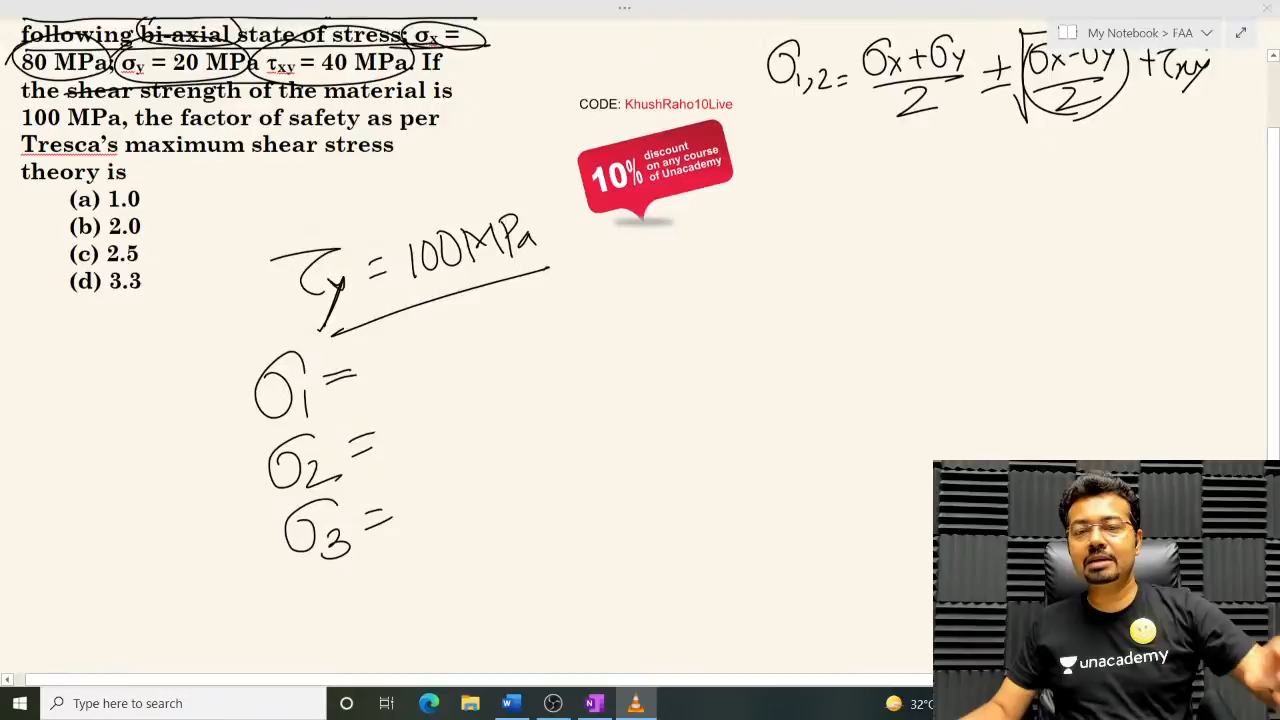 following bi-axial state of stress; σx =
80 MPa, σy = 20 MPa τxy = 40 MPa. If
the shear strength of the material is
100 MPa, the factor of safety as per
Tresca's maximum shear stress
theory is
(a) 1.0
(b) 2.0
(c) 2.5
(d) 3.3
CODE: KhushRaho10Live
10% discount
on any course
of Unacademy
My Notebook > FAA
σ1,2 = σx+σy/2 ± √(σx-σy/2) + τxy
τy = 100MPa
σ1 =
σ2 =
σ3 =
unacademy
Type here to search
32°C